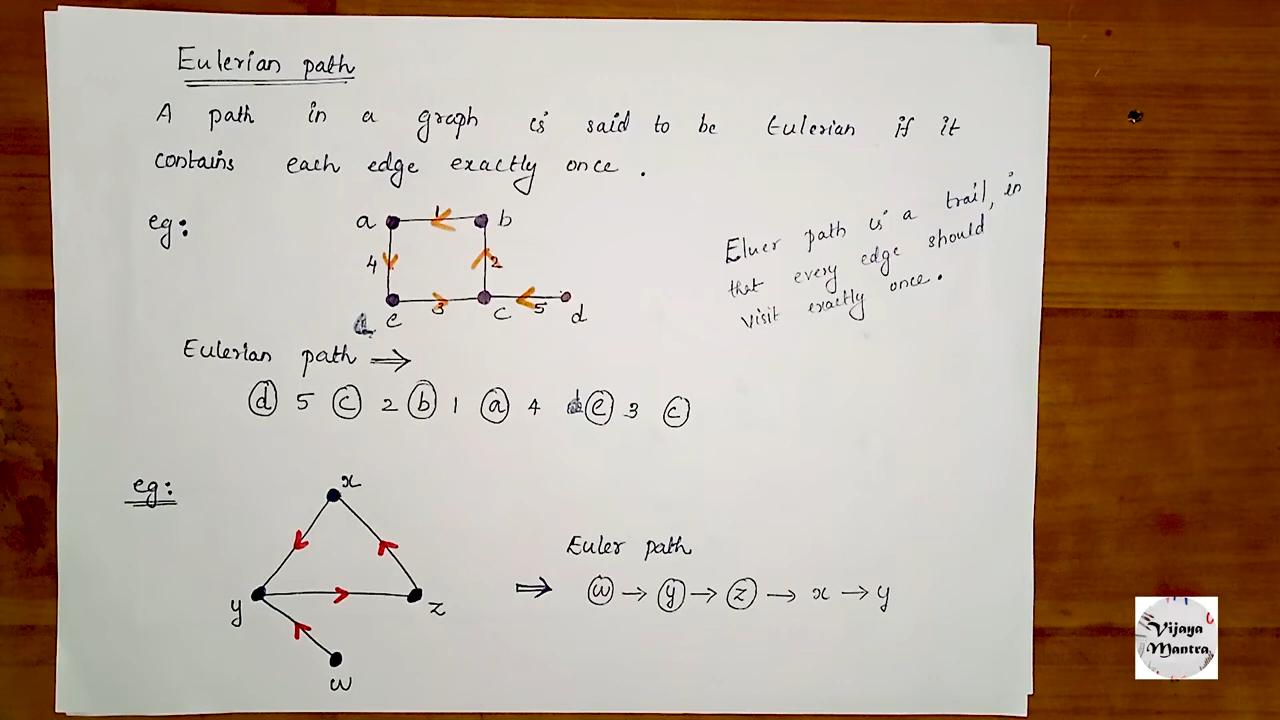 Eulerian path
A path in a graph is said to be Eulerian if it
contains each edge exactly once.
eg:
a 1 b
4 2
e 3 c 5 d
Eluer path is a trail, in
that every edge should
visit exactly once.
Eulerian path ⇒
d 5 c 2 b 1 a 4 e 3 c
eg:
x
y z
w
Euler path
⇒ w → y → z → x → y
Vijaya
Mantra